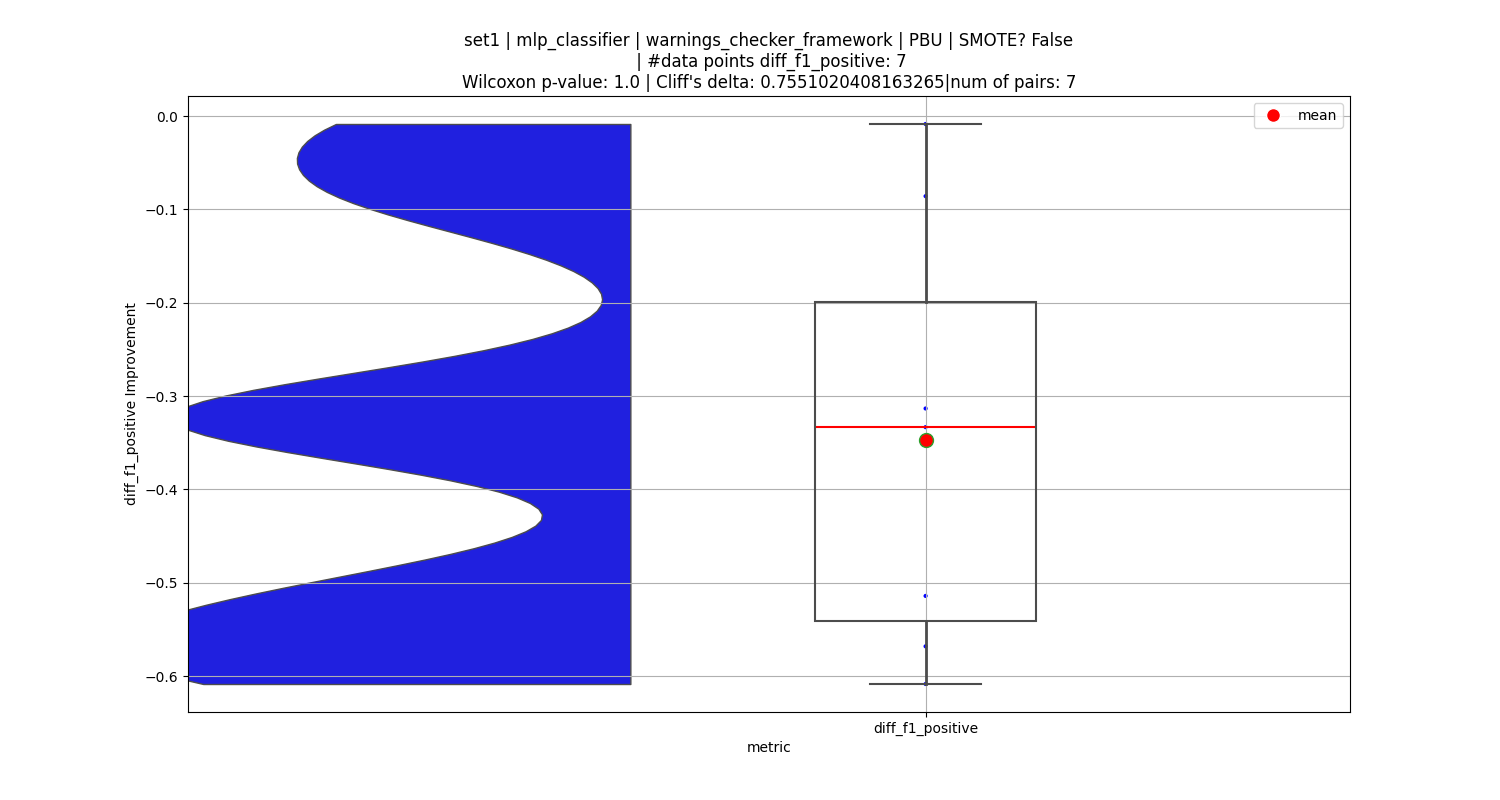 set1 | mlp_classifier | warnings_checker_framework | PBU | SMOTE? False
| #data points diff_f1_positive: 7
Wilcoxon p-value: 1.0 | Cliff's delta: 0.7551020408163265|num of pairs: 7
mean
0.0
−0.1
−0.2
−0.3
−0.4
−0.5
−0.6
diff_f1_positive Improvement
diff_f1_positive
metric